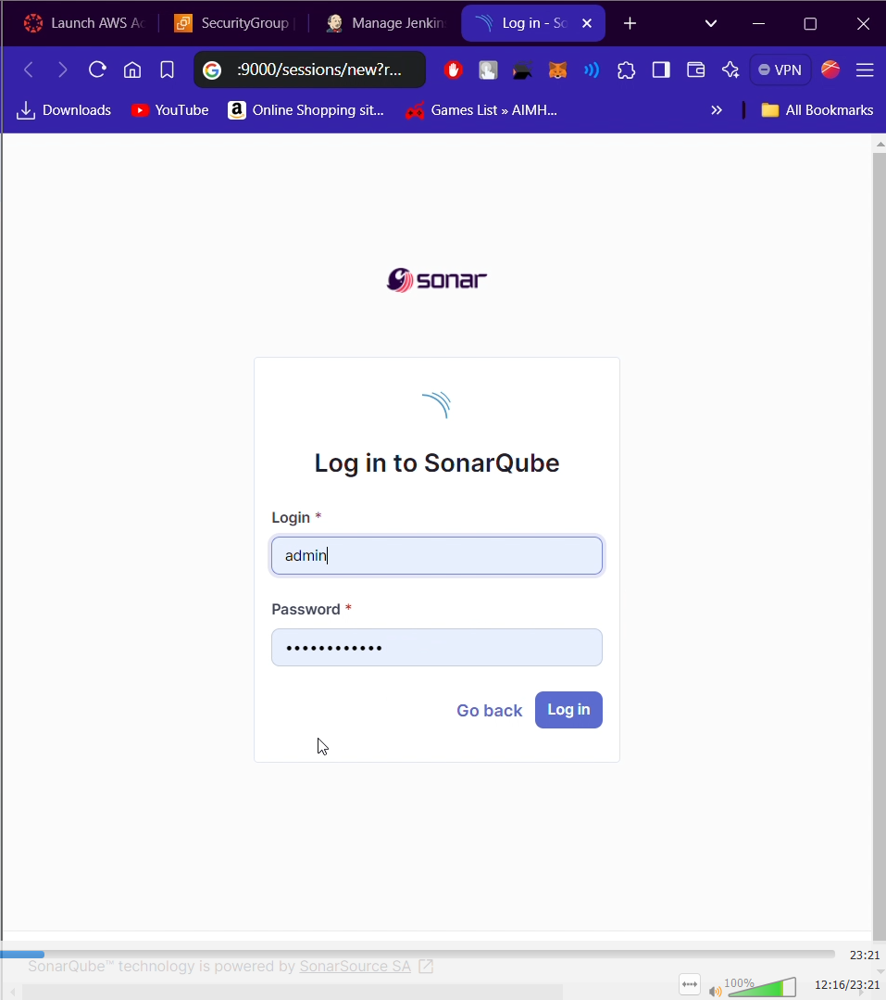 Launch AWS Ac
SecurityGroup
Manage Jenkin
Log in - So
:9000/sessions/new?r...
VPN
Downloads
YouTube
Online Shopping sit...
Games List » AIMH...
»
All Bookmarks
sonar
Log in to SonarQube
Login *
admin
Password *
••••••••••••
Go back
Log in
23:21
SonarQube™ technology is powered by SonarSource SA
100%
12:16/23:21